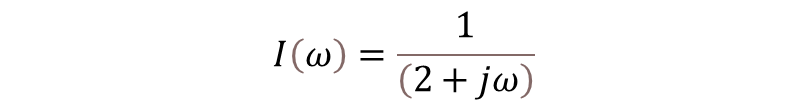 I(ω) = 1 / (2 + jω)